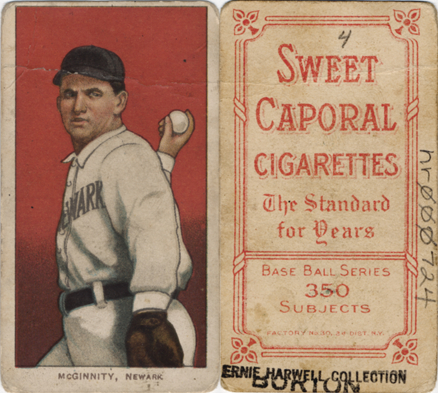 NEWARK
McGINNITY, NEWARK
4
SWEET
CAPORAL
CIGARETTES
The Standard
for Years
BASE BALL SERIES
350
SUBJECTS
FACTORY No 30, 2nd DIST. N.Y.
hr000724
ERNIE HARWELL COLLECTION
BURTON